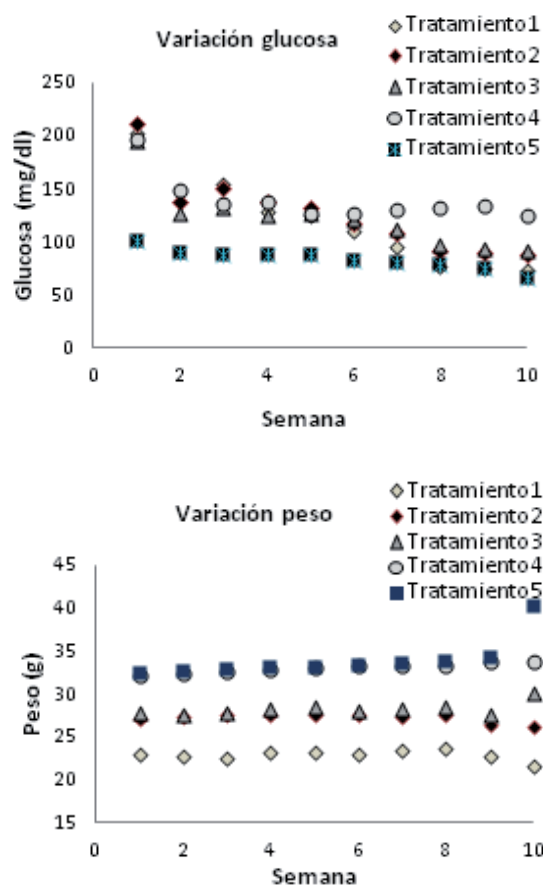 Variación glucosa
Tratamiento1
Tratamiento2
Tratamiento3
Tratamiento4
Tratamiento5
Glucosa (mg/dl)
250
200
150
100
50
0
0 2 4 6 8 10
Semana
Variación peso
Tratamiento1
Tratamiento2
Tratamiento3
Tratamiento4
Tratamiento5
Peso (g)
45
40
35
30
25
20
15
0 2 4 6 8 10
Semana